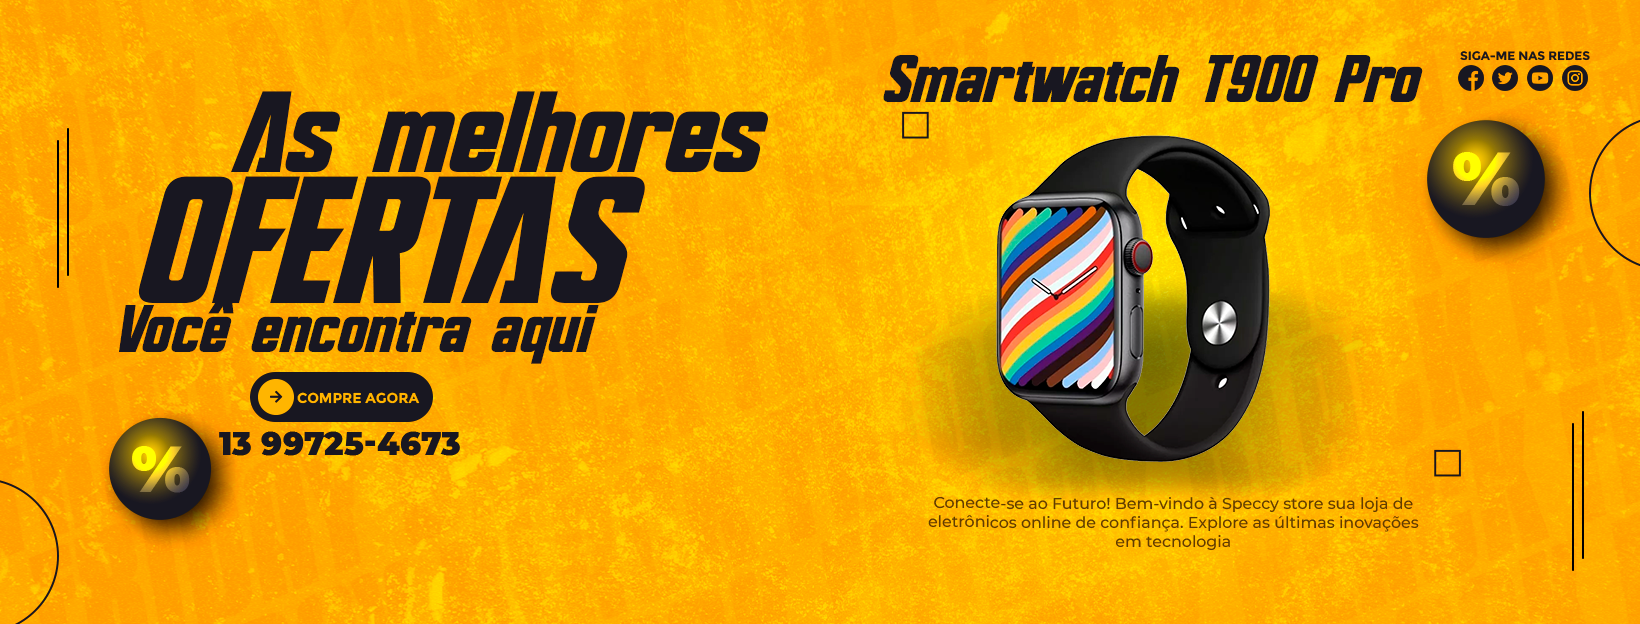 As melhores
OFERTAS
Você encontra aqui
COMPRE AGORA
13 99725-4673
%
Smartwatch T900 Pro
SIGA-ME NAS REDES
%
Conecte-se ao Futuro! Bem-vindo à Speccy store sua loja de
eletrônicos online de confiança. Explore as últimas inovações
em tecnologia